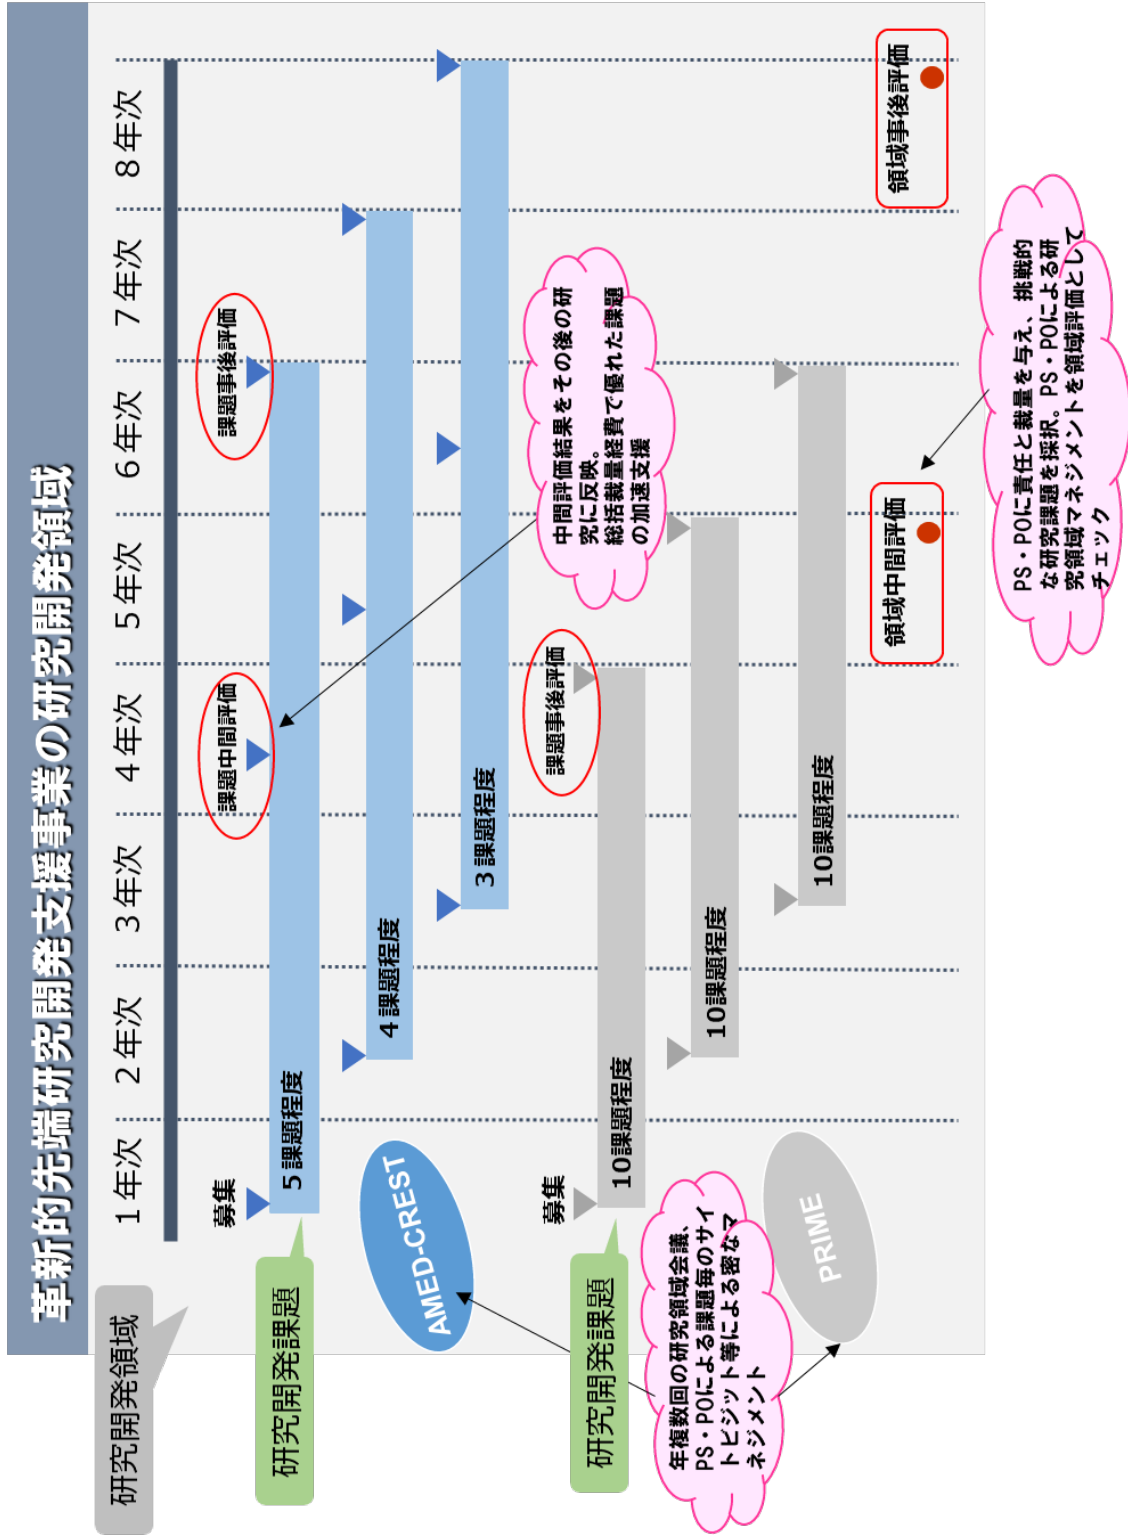 革新的先端研究開発支援事業の研究開発領域
研究開発領域
1年次
2年次
3年次
4年次
5年次
6年次
7年次
8年次
募集
課題中間評価
課題事後評価
研究開発課題
5課題程度
4課題程度
3課題程度
AMED-CREST
中間評価結果をその後の研
究に反映。
総括裁量経費で優れた課題
の加速支援
募集
課題事後評価
研究開発課題
10課題程度
10課題程度
10課題程度
PRIME
年複数回の研究領域会議、
PS・POによる課題毎のサイ
トビジット等による密なマ
ネジメント
領域中間評価
領域事後評価
PS・POに責任と裁量を与え、挑戦的
な研究課題を採択。PS・POによる研
究領域マネジメントを領域評価として
チェック